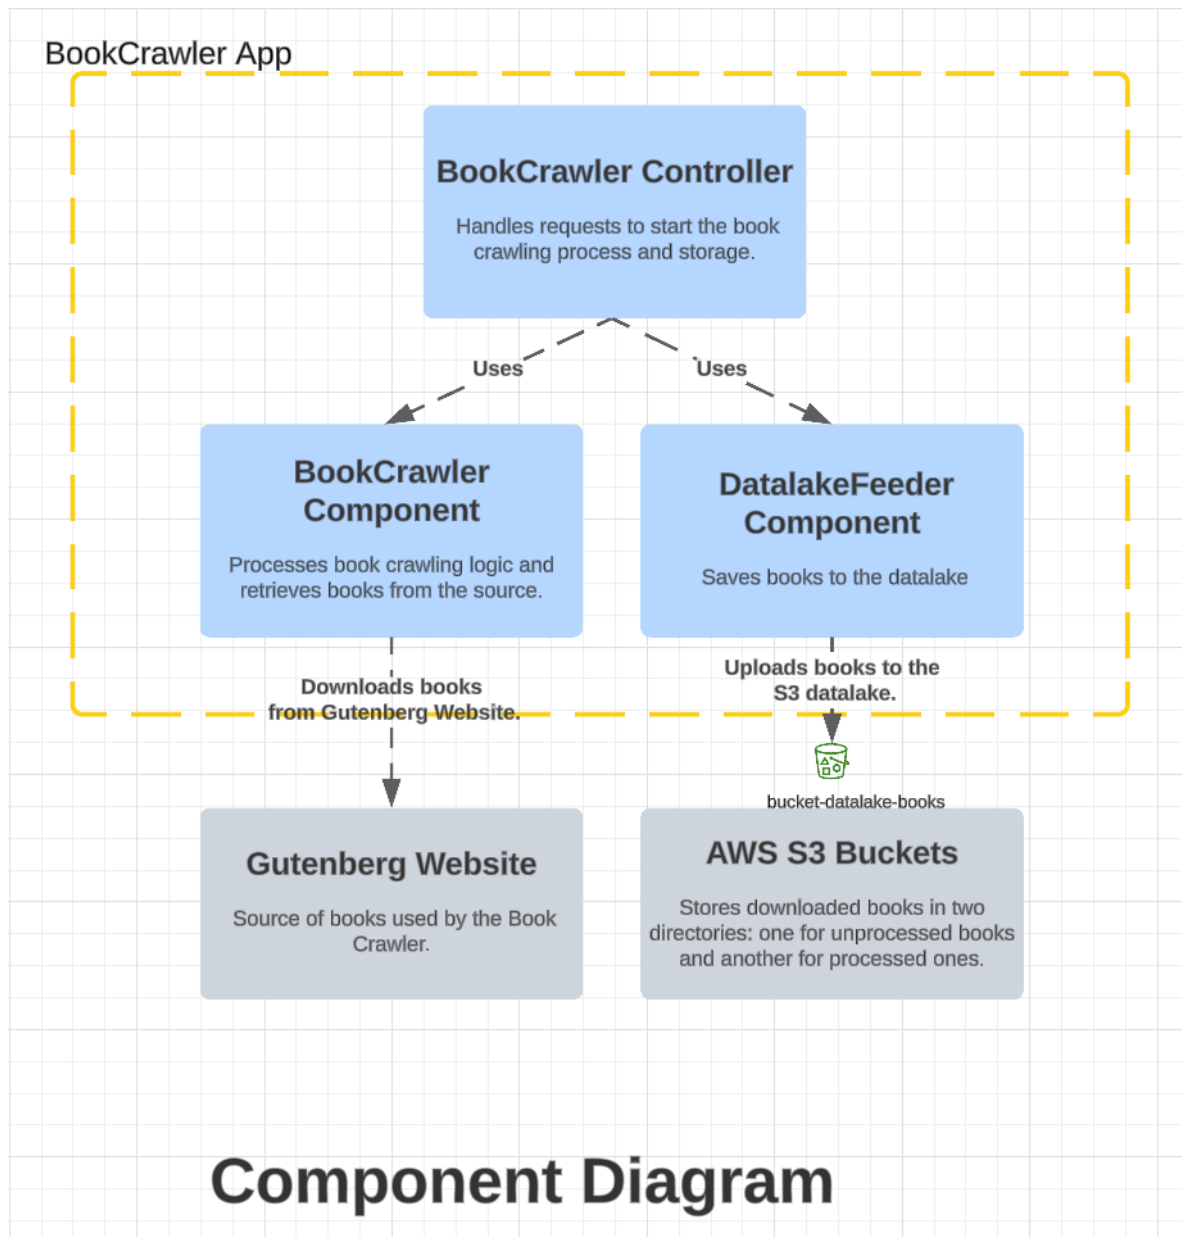 BookCrawler App
BookCrawler Controller
Handles requests to start the book
crawling process and storage.
Uses
Uses
BookCrawler
Component
Processes book crawling logic and
retrieves books from the source.
DatalakeFeeder
Component
Saves books to the datalake
Downloads books
from Gutenberg Website.
Uploads books to the
S3 datalake.
bucket-datalake-books
Gutenberg Website
Source of books used by the Book
Crawler.
AWS S3 Buckets
Stores downloaded books in two
directories: one for unprocessed books
and another for processed ones.
Component Diagram